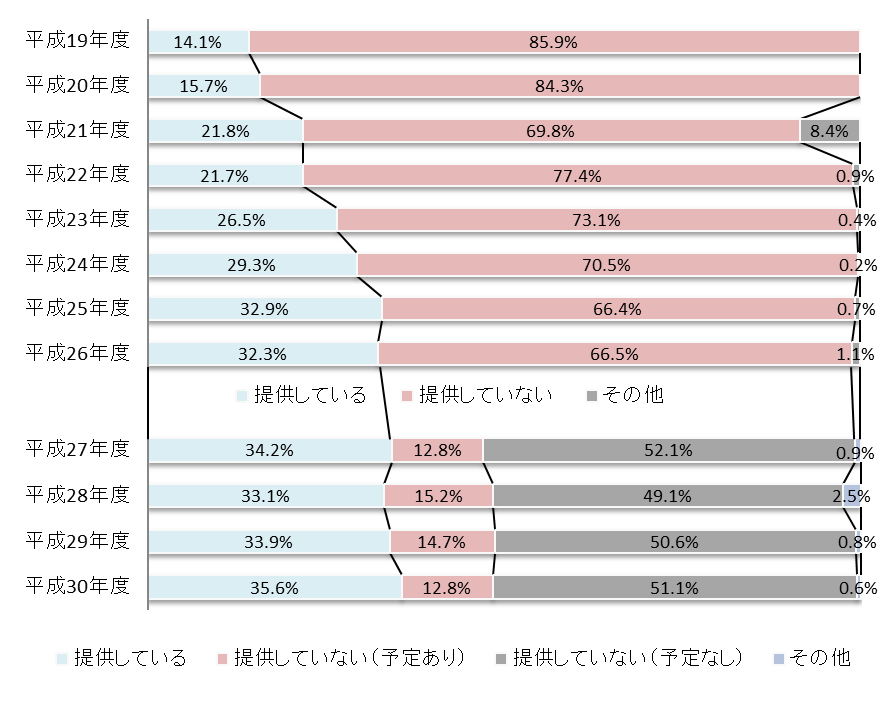 平成19年度 14.1% 85.9%
平成20年度 15.7% 84.3%
平成21年度 21.8% 69.8% 8.4%
平成22年度 21.7% 77.4% 0.9%
平成23年度 26.5% 73.1% 0.4%
平成24年度 29.3% 70.5% 0.2%
平成25年度 32.9% 66.4% 0.7%
平成26年度 32.3% 66.5% 1.1%
提供している 提供していない その他
平成27年度 34.2% 12.8% 52.1% 0.9%
平成28年度 33.1% 15.2% 49.1% 2.5%
平成29年度 33.9% 14.7% 50.6% 0.8%
平成30年度 35.6% 12.8% 51.1% 0.6%
提供している 提供していない（予定あり） 提供していない（予定なし） その他